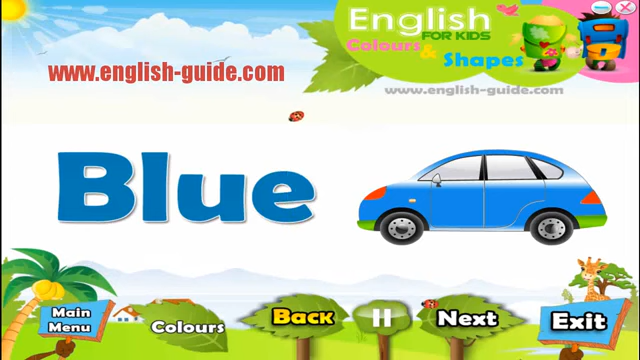 English
FOR KIDS
Colours
&
Shapes
www.english-guide.com
www.english-guide.com
Blue
Main
Menu
Colours
Back
Next
Exit